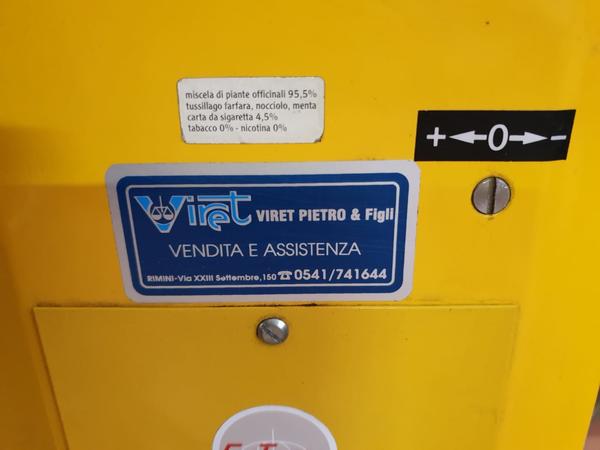 miscela di piante officinali 95,5%
tussillago farfara, nocciolo, menta
carta da sigaretta 4,5%
tabacco 0% - nicotina 0%
+ ←0→ -
Viret VIRET PIETRO & Figli
VENDITA E ASSISTENZA
RIMINI-Via XXIII Settembre,150 ☎ 0541/741644